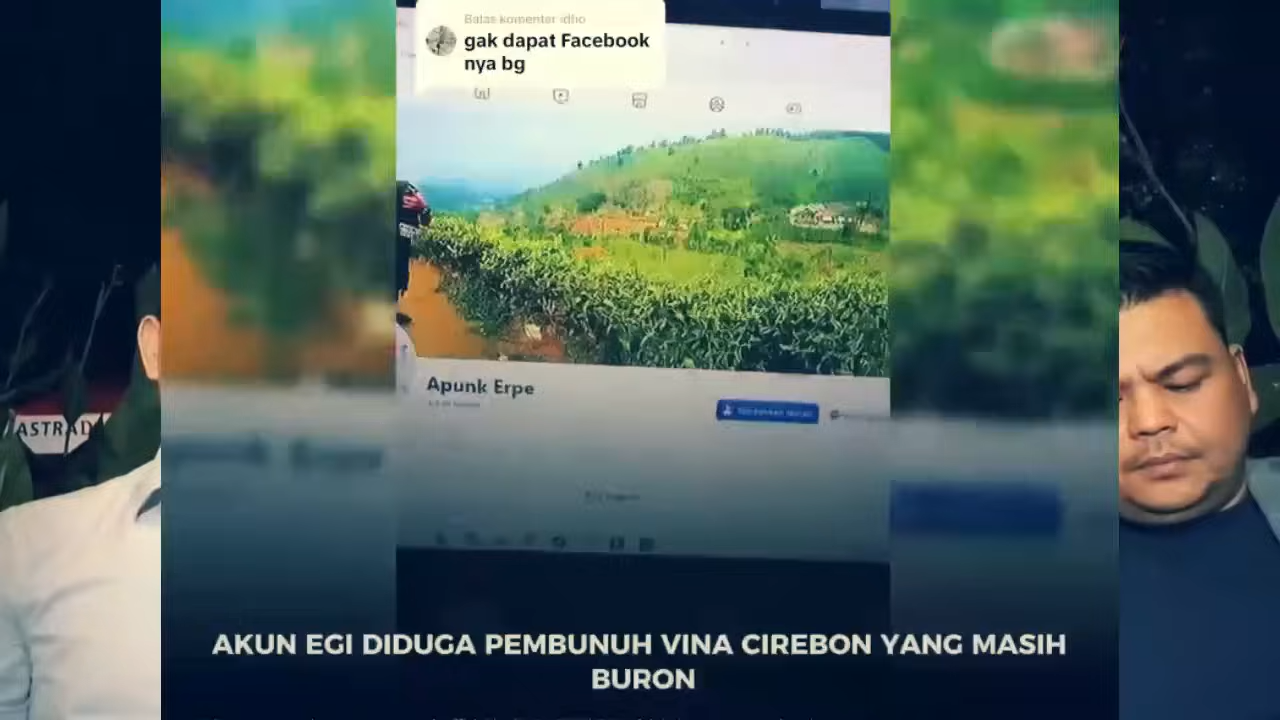 Balas komentar idho
gak dapat Facebook
nya bg
Apunk Erpe
ASTRAD
AKUN EGI DIDUGA PEMBUNUH VINA CIREBON YANG MASIH
BURON